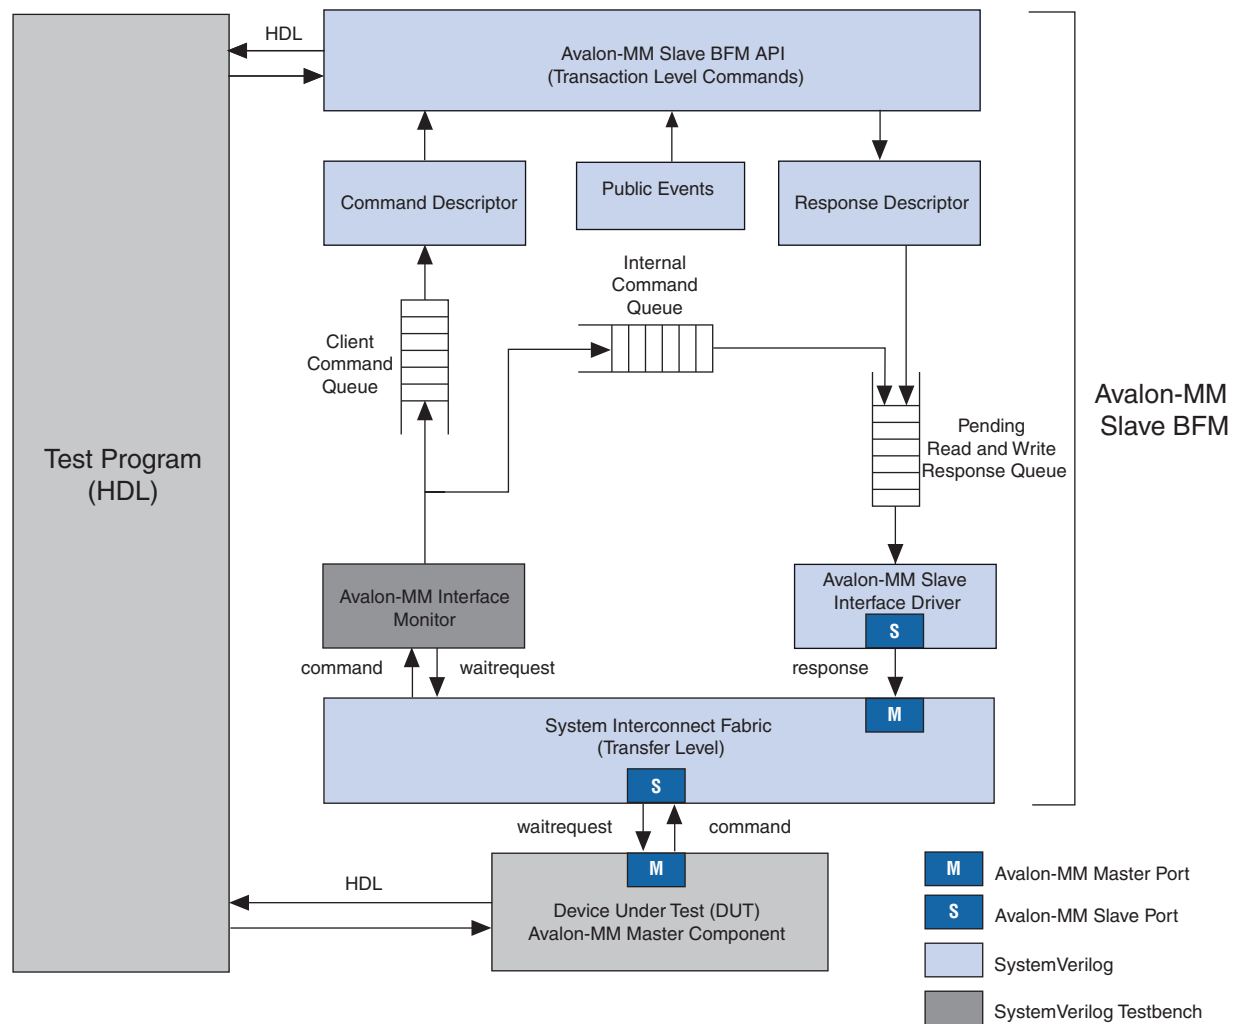 HDL
Avalon-MM Slave BFM API
(Transaction Level Commands)
Command Descriptor
Public Events
Response Descriptor
Internal
Command
Queue
Client
Command
Queue
Avalon-MM
Slave BFM
Pending
Read and Write
Response Queue
Test Program
(HDL)
Avalon-MM Interface
Monitor
Avalon-MM Slave
Interface Driver
S
command
waitrequest
response
M
System Interconnect Fabric
(Transfer Level)
S
waitrequest
command
M
HDL
Device Under Test (DUT)
Avalon-MM Master Component
M
Avalon-MM Master Port
S
Avalon-MM Slave Port
SystemVerilog
SystemVerilog Testbench